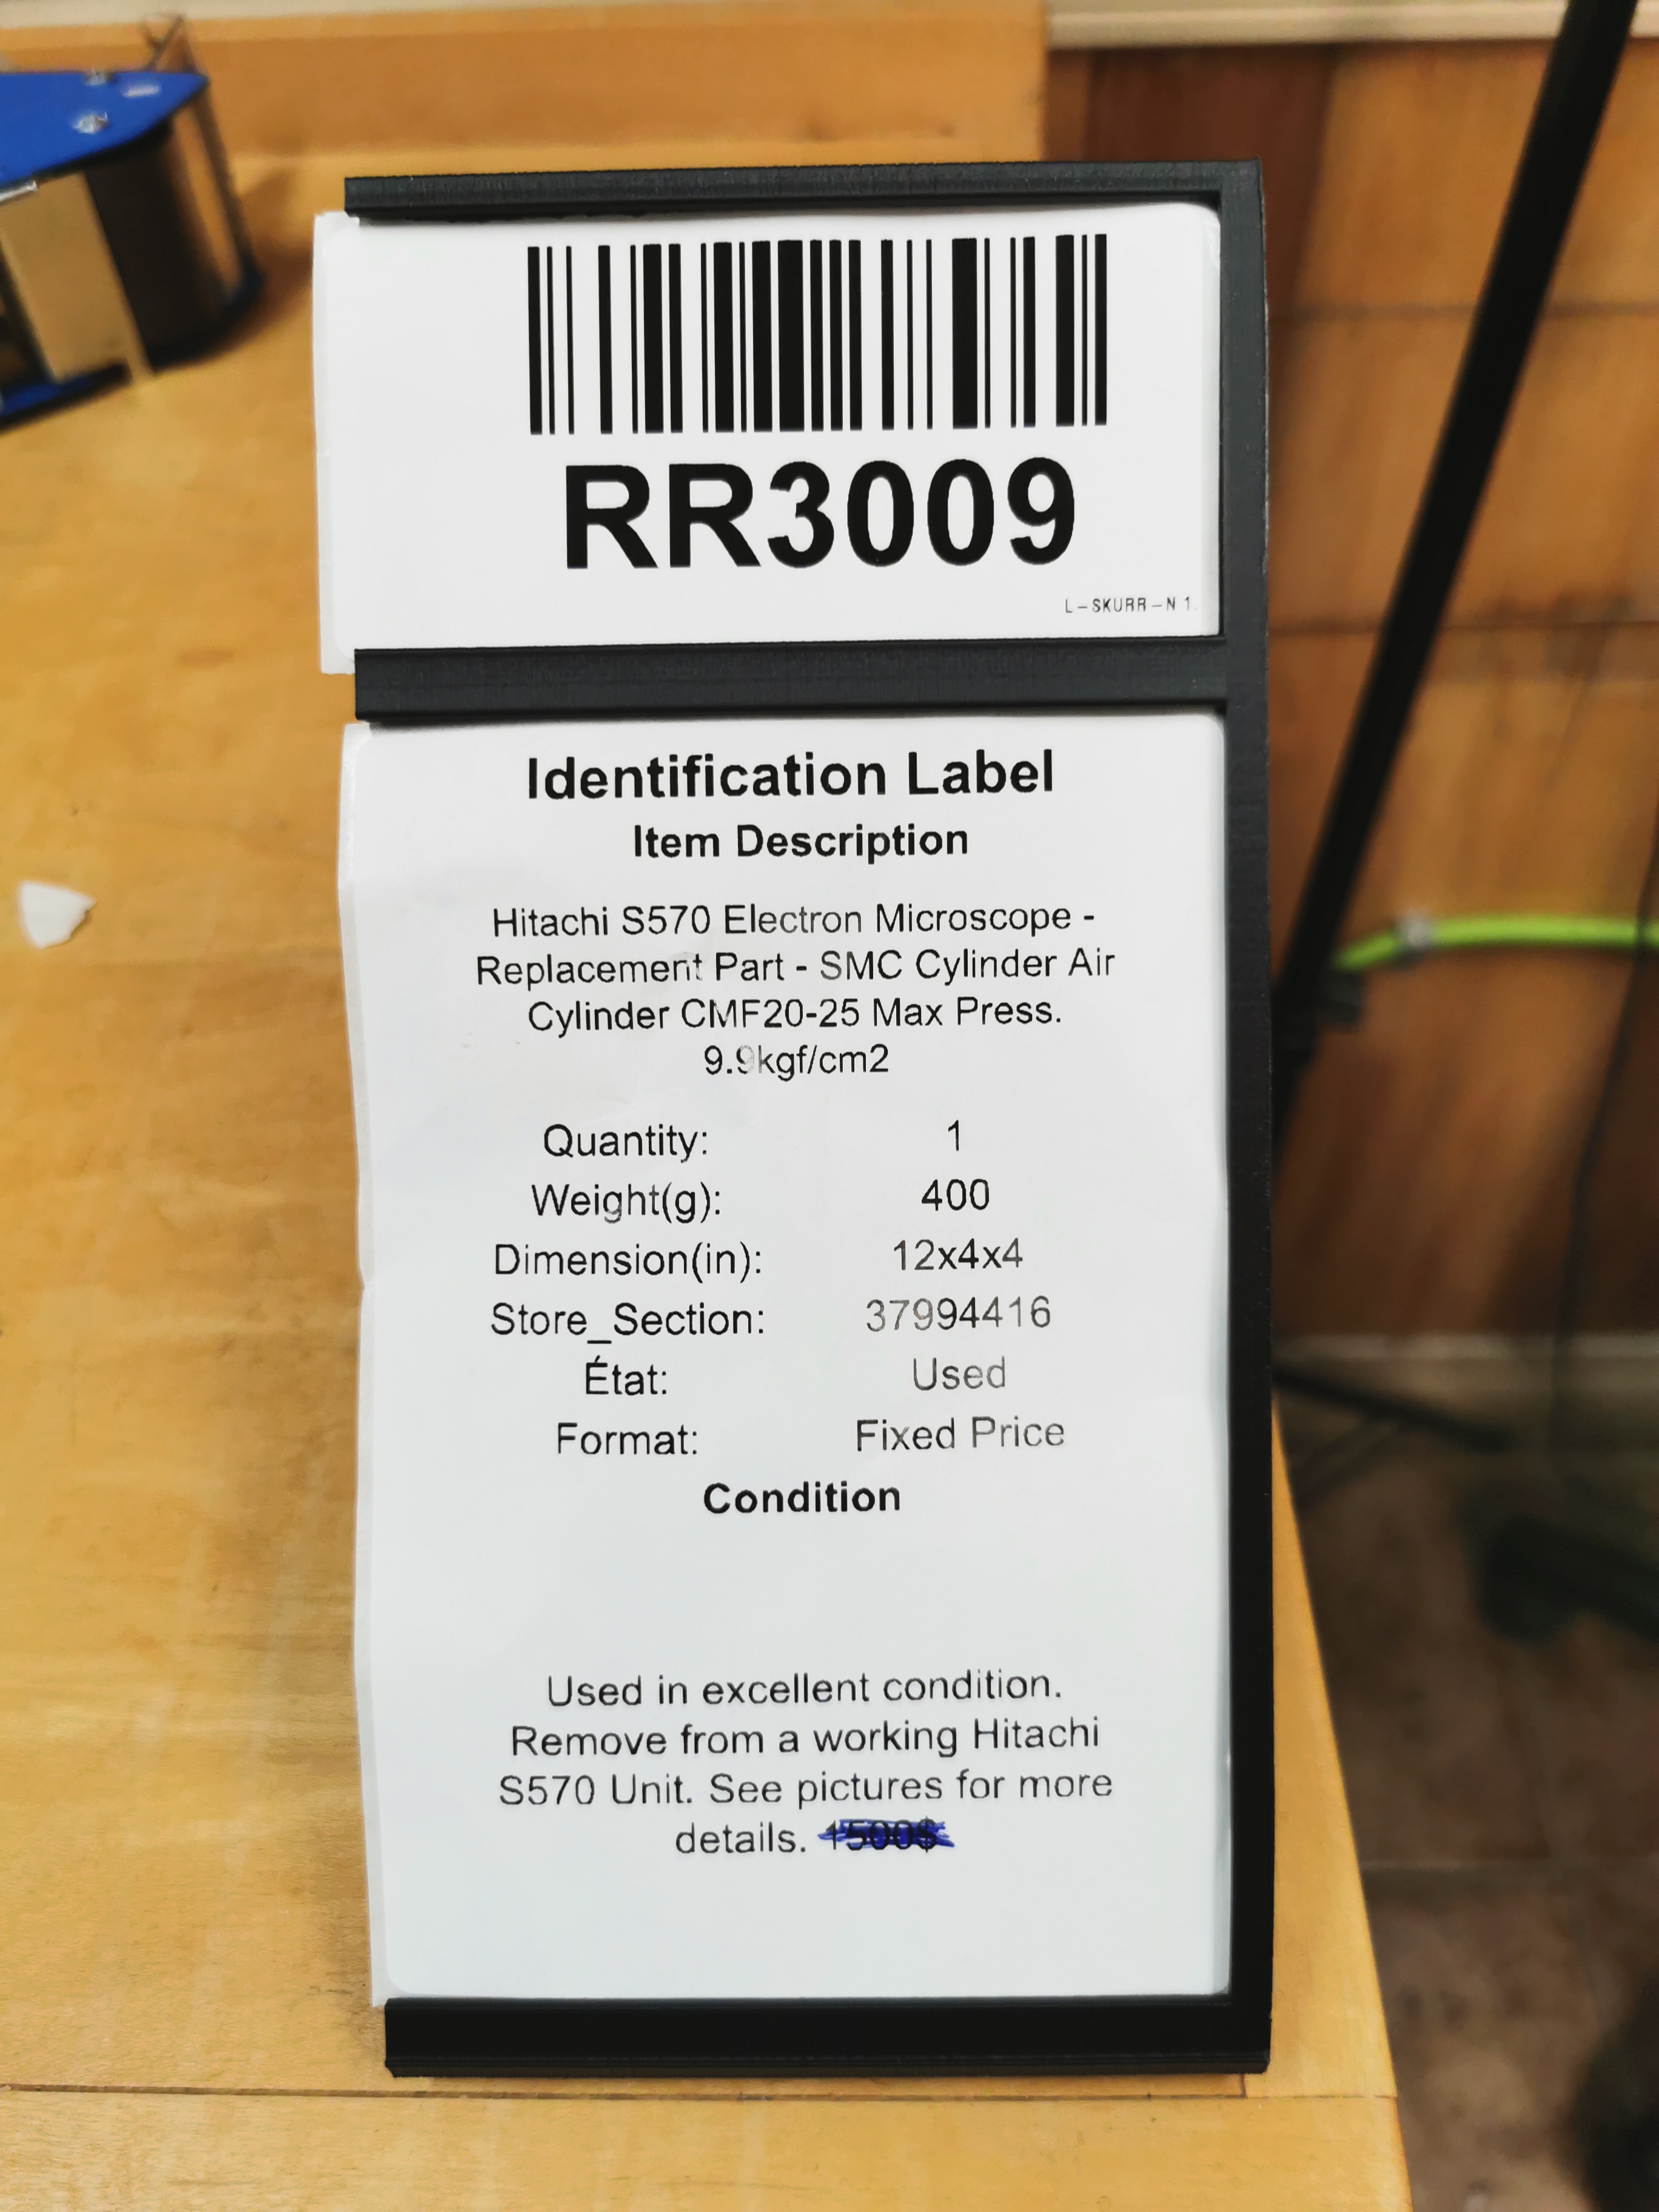 RR3009
L-SKURR-N 1.
Identification Label
Item Description
Hitachi S570 Electron Microscope -
Replacement Part - SMC Cylinder Air
Cylinder CMF20-25 Max Press.
9.9kgf/cm2
Quantity: 1
Weight(g): 400
Dimension(in): 12x4x4
Store_Section: 37994416
État: Used
Format: Fixed Price
Condition
Used in excellent condition.
Remove from a working Hitachi
S570 Unit. See pictures for more
details. 1500$